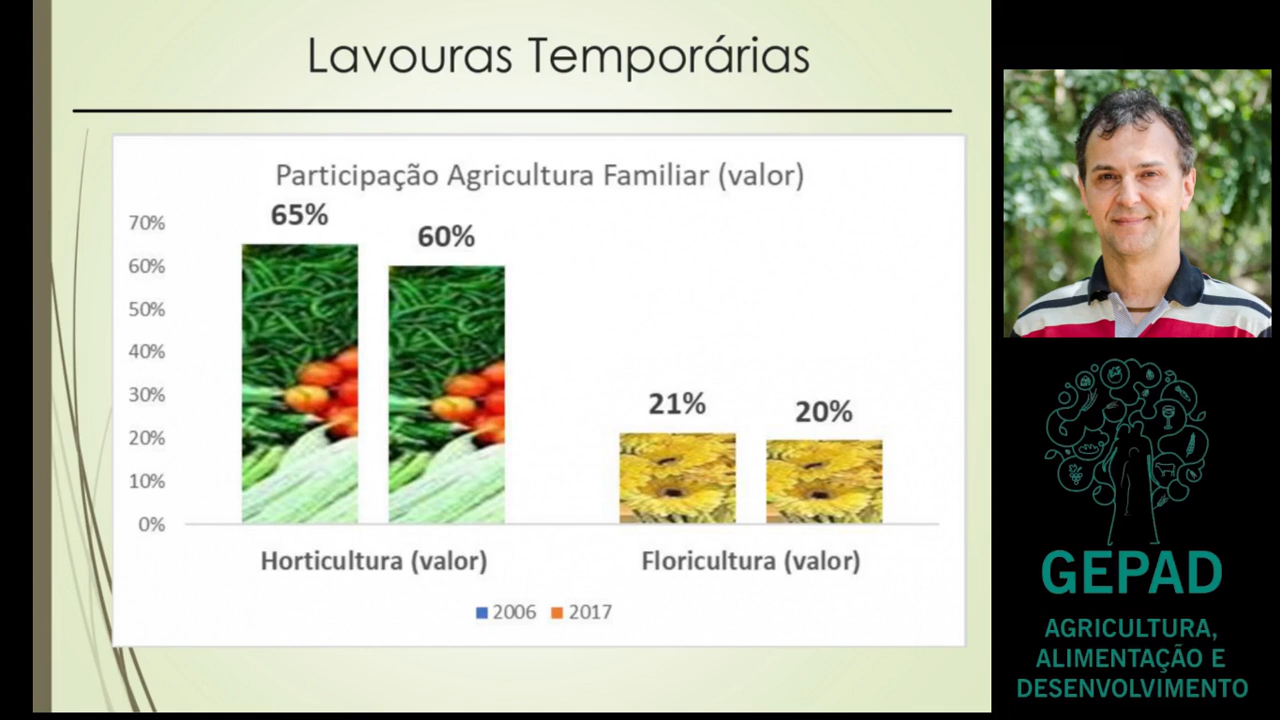 Lavouras Temporárias
Participação Agricultura Familiar (valor)
70%
60%
50%
40%
30%
20%
10%
0%
65%
60%
21%
20%
Horticultura (valor)
Floricultura (valor)
2006
2017
GEPAD
AGRICULTURA,
ALIMENTAÇÃO E
DESENVOLVIMENTO